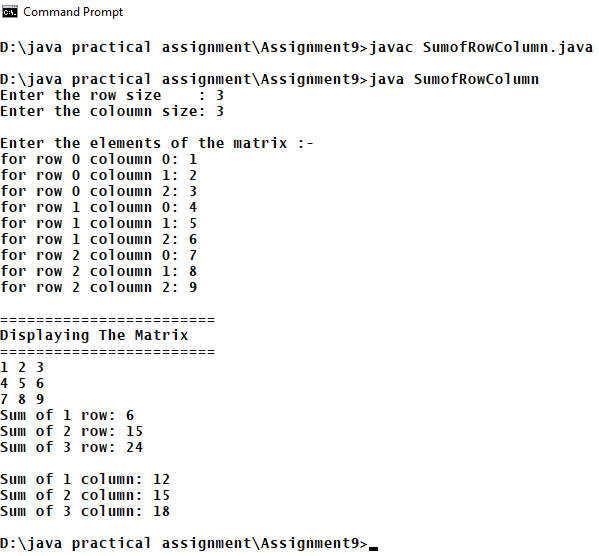 Command Prompt
D:\java practical assignment\Assignment9>javac SumofRowColumn.java
D:\java practical assignment\Assignment9>java SumofRowColumn
Enter the row size    : 3
Enter the coloumn size: 3
Enter the elements of the matrix :-
for row 0 coloumn 0: 1
for row 0 coloumn 1: 2
for row 0 coloumn 2: 3
for row 1 coloumn 0: 4
for row 1 coloumn 1: 5
for row 1 coloumn 2: 6
for row 2 coloumn 0: 7
for row 2 coloumn 1: 8
for row 2 coloumn 2: 9
========================
Displaying The Matrix
========================
1 2 3
4 5 6
7 8 9
Sum of 1 row: 6
Sum of 2 row: 15
Sum of 3 row: 24
Sum of 1 column: 12
Sum of 2 column: 15
Sum of 3 column: 18
D:\java practical assignment\Assignment9>